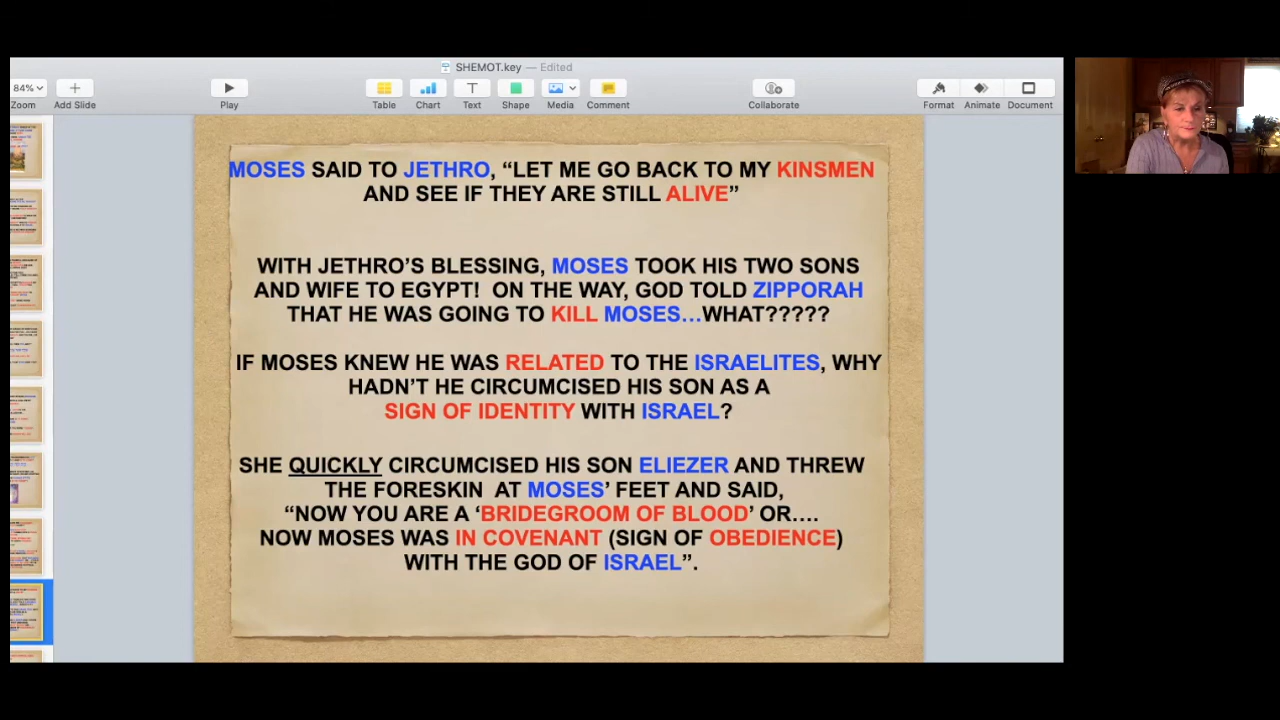 SHEMOT.key — Edited
84%
Zoom
Add Slide
Play
Table
Chart
Text
Shape
Media
Comment
Collaborate
Format
Animate
Document
MOSES SAID TO JETHRO, “LET ME GO BACK TO MY KINSMEN
AND SEE IF THEY ARE STILL ALIVE”
WITH JETHRO’S BLESSING, MOSES TOOK HIS TWO SONS
AND WIFE TO EGYPT! ON THE WAY, GOD TOLD ZIPPORAH
THAT HE WAS GOING TO KILL MOSES...WHAT?????
IF MOSES KNEW HE WAS RELATED TO THE ISRAELITES, WHY
HADN’T HE CIRCUMCISED HIS SON AS A
SIGN OF IDENTITY WITH ISRAEL?
SHE QUICKLY CIRCUMCISED HIS SON ELIEZER AND THREW
THE FORESKIN AT MOSES’ FEET AND SAID,
“NOW YOU ARE A ‘BRIDEGROOM OF BLOOD’ OR....
NOW MOSES WAS IN COVENANT (SIGN OF OBEDIENCE)
WITH THE GOD OF ISRAEL”.